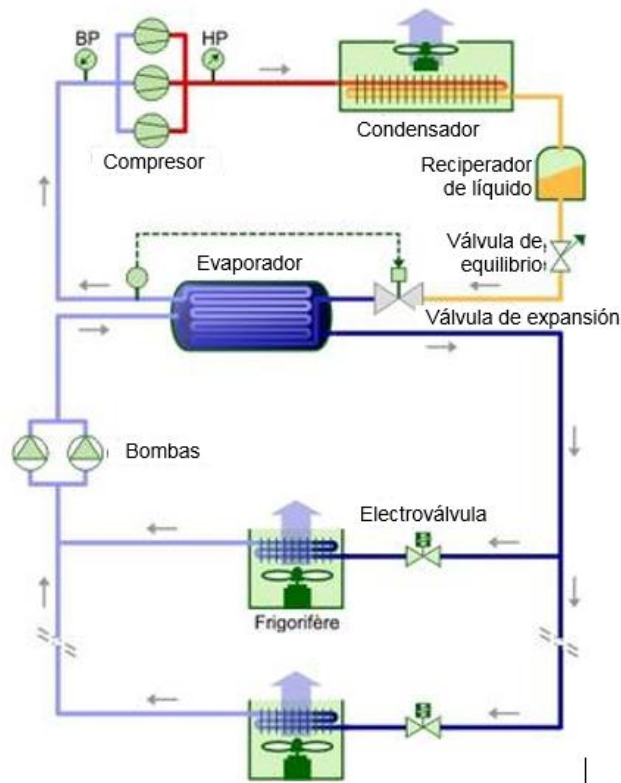 BP
HP
Compresor
Condensador
Reciperador
de líquido
Válvula de
equilibrio
Evaporador
Válvula de expansión
Bombas
Electroválvula
Frigorifère